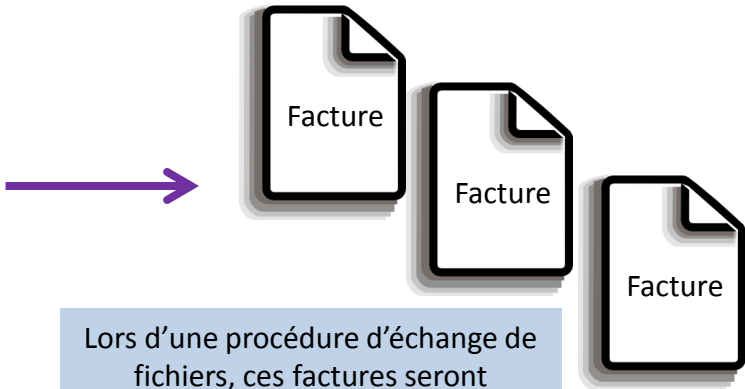 Facture
Facture
Facture
Lors d’une procédure d’échange de
fichiers, ces factures seront